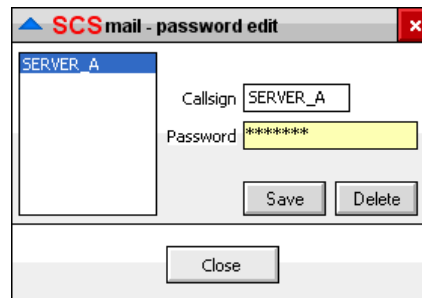 SCSmail - password edit
SERVER_A
Callsign SERVER_A
Password *******
Save Delete
Close